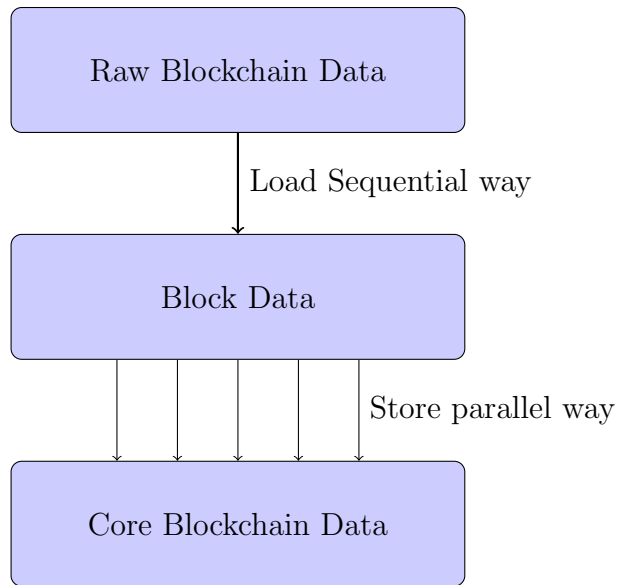 Raw Blockchain Data
Load Sequential way
Block Data
Store parallel way
Core Blockchain Data